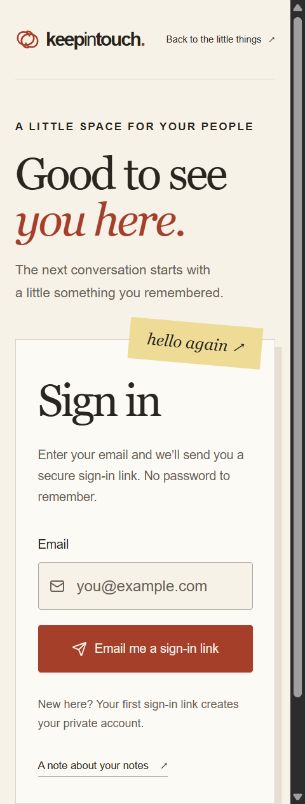 keepintouch.
Back to the little things ↗
A LITTLE SPACE FOR YOUR PEOPLE
Good to see
you here.
The next conversation starts with
a little something you remembered.
hello again ↗
Sign in
Enter your email and we'll send you a
secure sign-in link. No password to
remember.
Email
you@example.com
Email me a sign-in link
New here? Your first sign-in link creates
your private account.
A note about your notes ↗